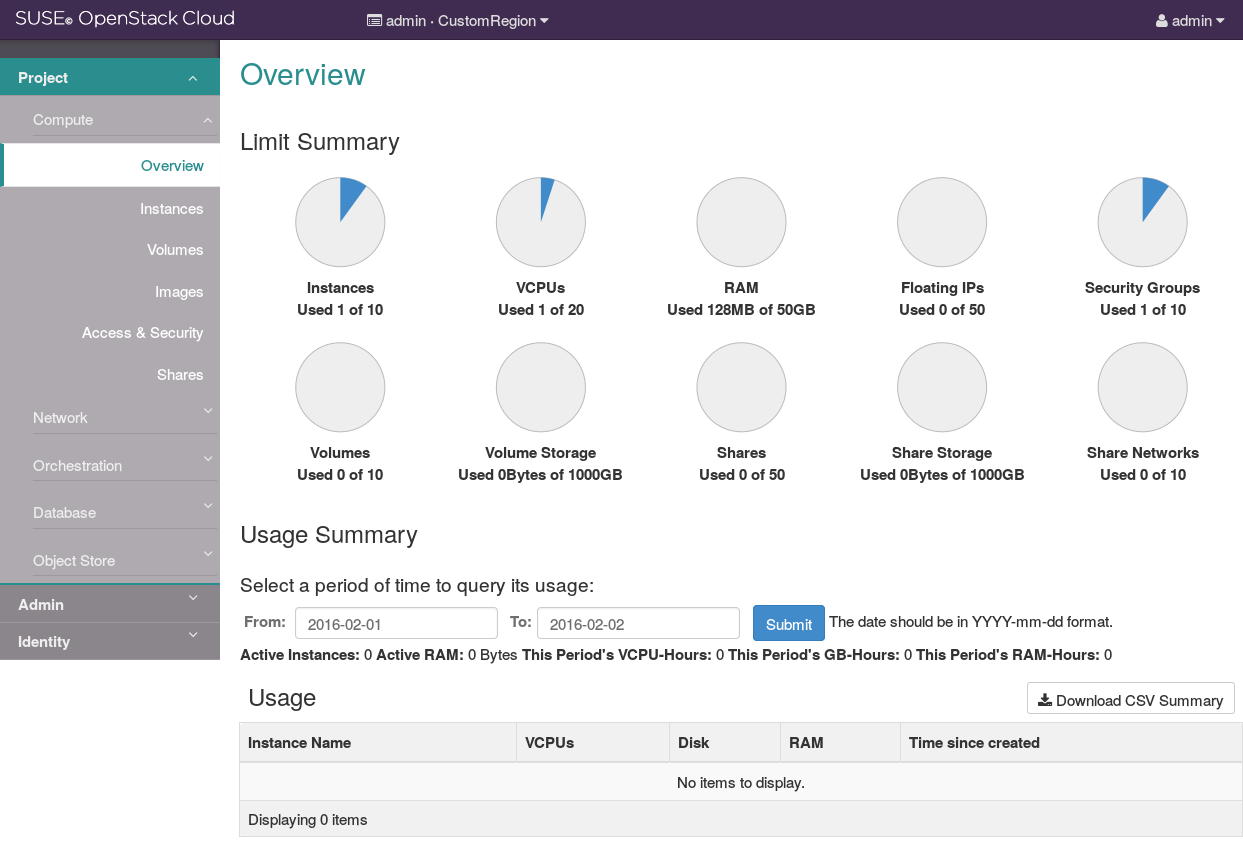 SUSE® OpenStack Cloud
admin · CustomRegion
admin
Project
Compute
Overview
Instances
Volumes
Images
Access & Security
Shares
Network
Orchestration
Database
Object Store
Admin
Identity
Overview
Limit Summary
Instances
Used 1 of 10
VCPUs
Used 1 of 20
RAM
Used 128MB of 50GB
Floating IPs
Used 0 of 50
Security Groups
Used 1 of 10
Volumes
Used 0 of 10
Volume Storage
Used 0Bytes of 1000GB
Shares
Used 0 of 50
Share Storage
Used 0Bytes of 1000GB
Share Networks
Used 0 of 10
Usage Summary
Select a period of time to query its usage:
From: 2016-02-01 To: 2016-02-02 Submit The date should be in YYYY-mm-dd format.
Active Instances: 0 Active RAM: 0 Bytes This Period's VCPU-Hours: 0 This Period's GB-Hours: 0 This Period's RAM-Hours: 0
Usage
Download CSV Summary
Instance Name VCPUs Disk RAM Time since created
No items to display.
Displaying 0 items